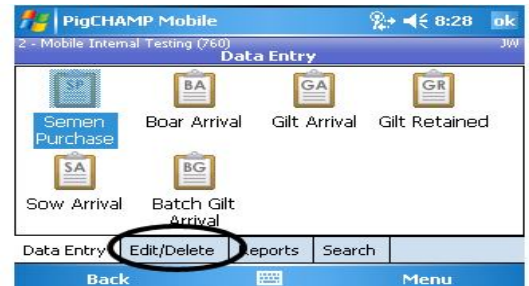 PigCHAMP Mobile 8:28 ok
2 - Mobile Internal Testing (760) JW
Data Entry
SP BA GA GR
Semen Purchase Boar Arrival Gilt Arrival Gilt Retained
SA BG
Sow Arrival Batch Gilt Arrival
Data Entry Edit/Delete Reports Search
Back Menu